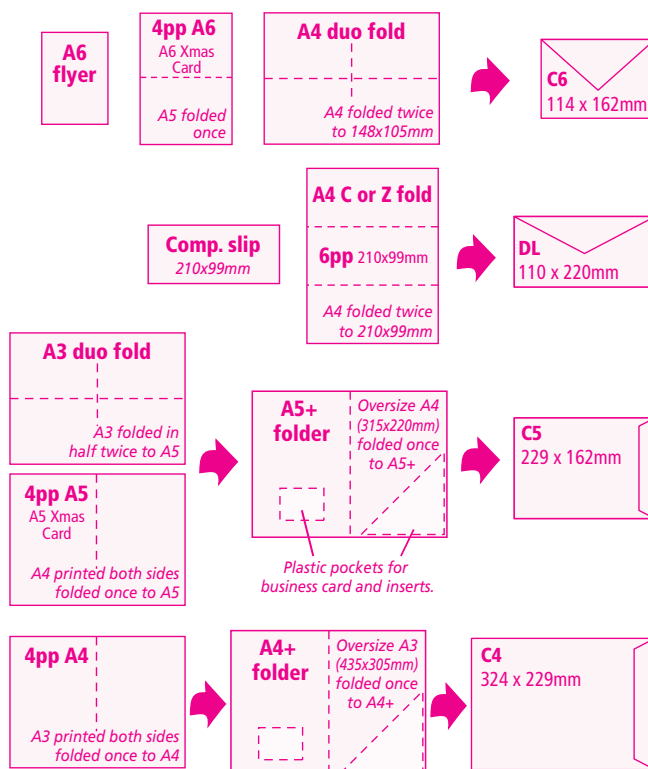 A6
flyer
4pp A6
A6 Xmas
Card
A5 folded
once
A4 duo fold
A4 folded twice
to 148x105mm
C6
114 x 162mm
Comp. slip
210x99mm
A4 C or Z fold
6pp 210x99mm
A4 folded twice
to 210x99mm
DL
110 x 220mm
A3 duo fold
A3 folded in
half twice to A5
4pp A5
A5 Xmas
Card
A4 printed both sides
folded once to A5
A5+
folder
Oversize A4
(315x220mm)
folded once
to A5+
Plastic pockets for
business card and inserts.
C5
229 x 162mm
4pp A4
A3 printed both sides
folded once to A4
A4+
folder
Oversize A3
(435x305mm)
folded once
to A4+
C4
324 x 229mm